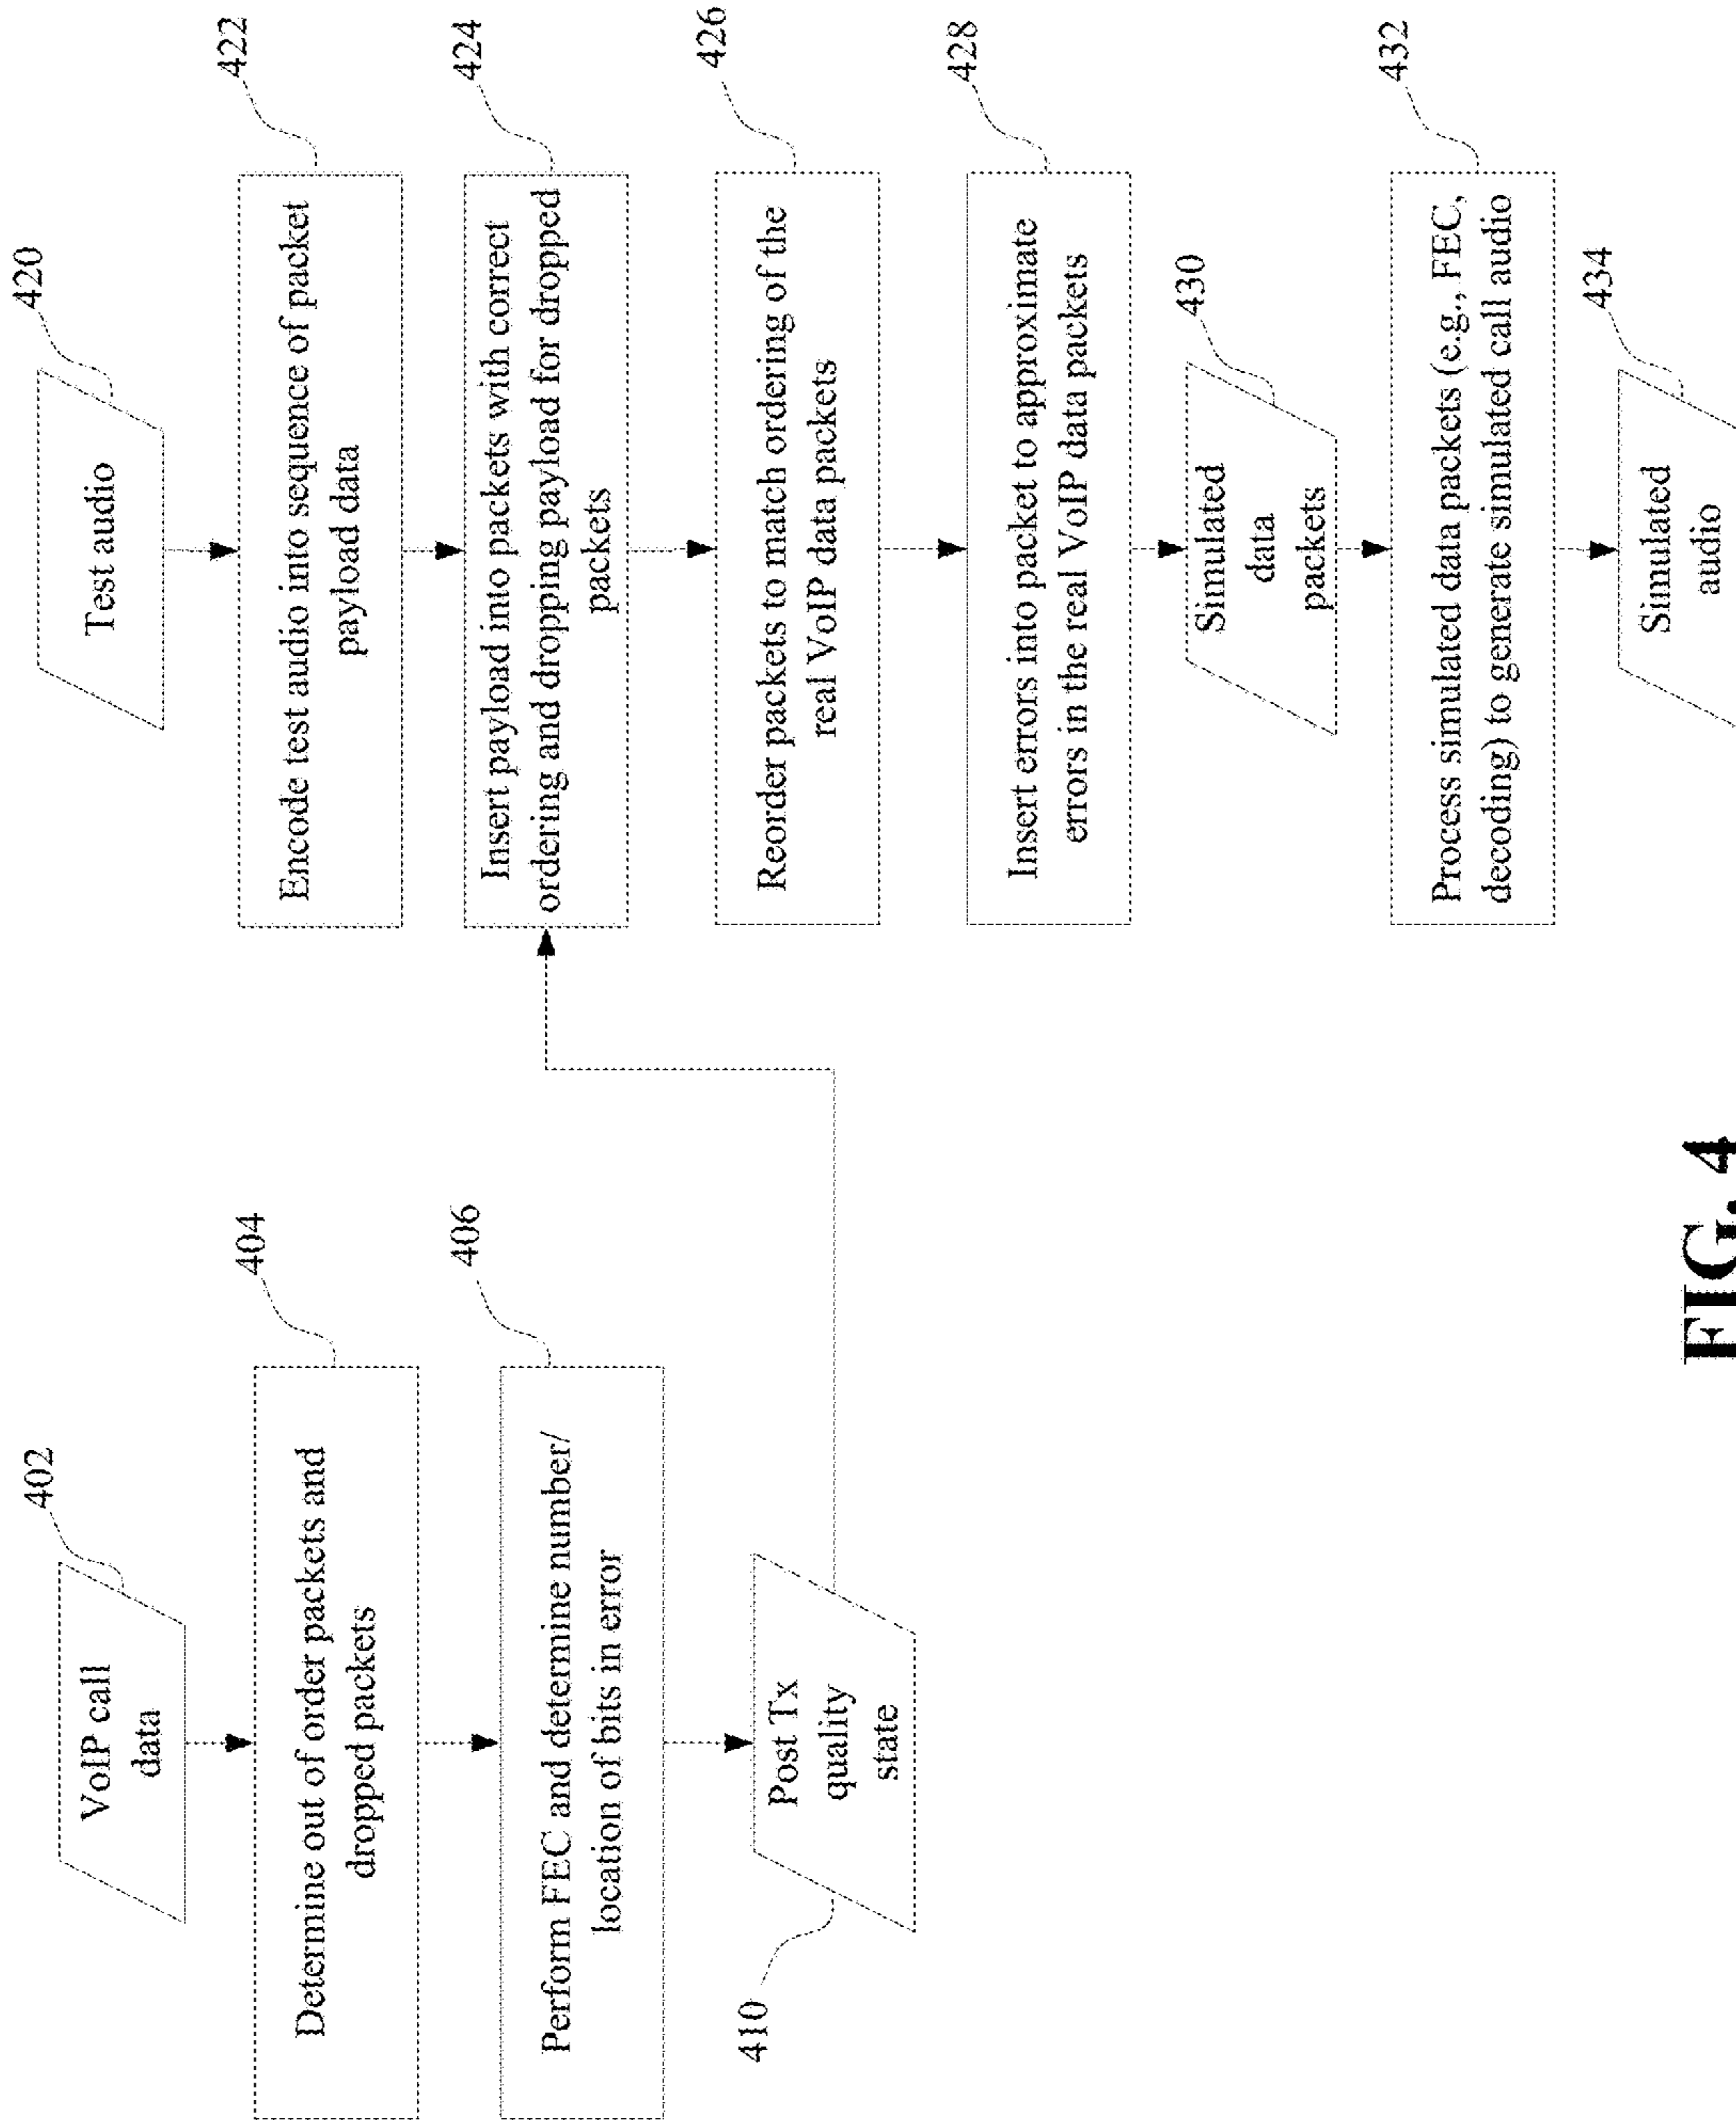 402
VoIP call
data
404
Determine out of order packets and
dropped packets
406
Perform FEC and determine number/
location of bits in error
410
Post Tx
quality
state
420
Test audio
422
Encode test audio into sequence of packet
payload data
424
Insert payload into packets with correct
ordering and dropping payload for dropped
packets
426
Reorder packets to match ordering of the
real VoIP data packets
428
Insert errors into packet to approximate
errors in the real VoIP data packets
430
Simulated
data
packets
432
Process simulated data packets (e.g., FEC,
decoding) to generate simulated call audio
434
Simulated
audio
FIG. 4